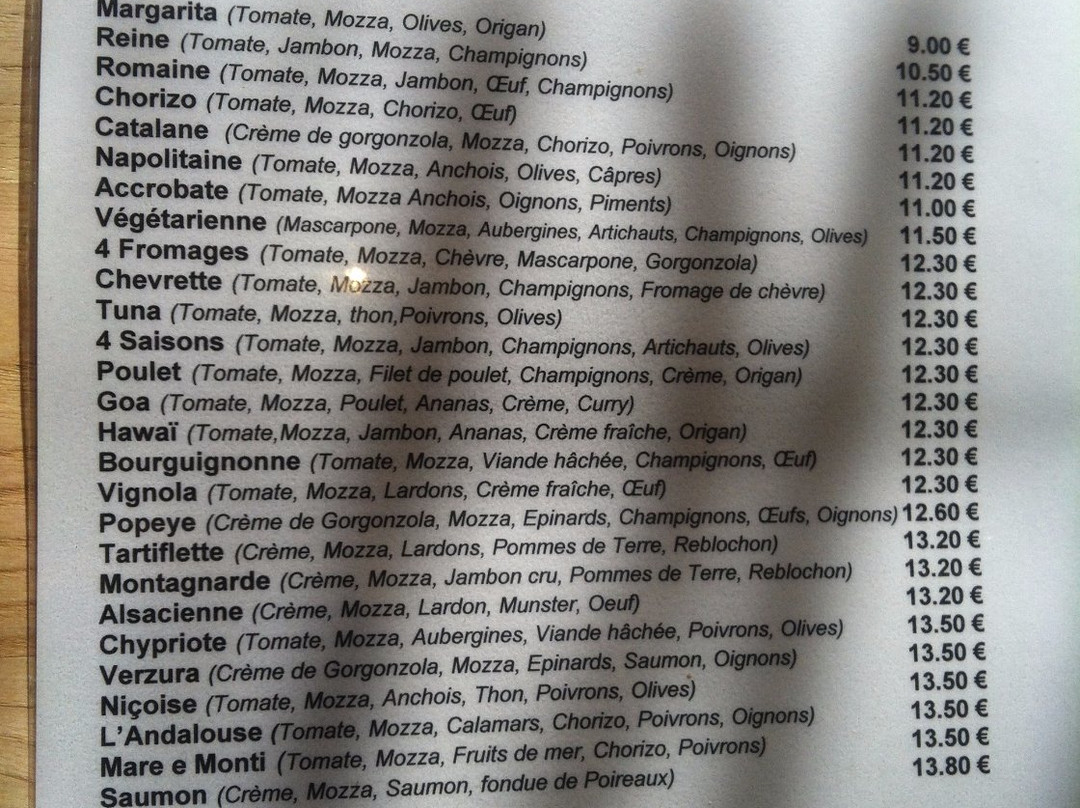 Margarita (Tomate, Mozza, Olives, Origan) 9.00 €
Reine (Tomate, Jambon, Mozza, Champignons) 10.50 €
Romaine (Tomate, Mozza, Jambon, Œuf, Champignons) 11.20 €
Chorizo (Tomate, Mozza, Chorizo, Œuf) 11.20 €
Catalane (Crème de gorgonzola, Mozza, Chorizo, Poivrons, Oignons) 11.20 €
Napolitaine (Tomate, Mozza, Anchois, Olives, Câpres) 11.20 €
Accrobate (Tomate, Mozza Anchois, Oignons, Piments) 11.00 €
Végétarienne (Mascarpone, Mozza, Aubergines, Artichauts, Champignons, Olives) 11.50 €
4 Fromages (Tomate, Mozza, Chèvre, Mascarpone, Gorgonzola) 12.30 €
Chevrette (Tomate, Mozza, Jambon, Champignons, Fromage de chèvre) 12.30 €
Tuna (Tomate, Mozza, thon,Poivrons, Olives) 12.30 €
4 Saisons (Tomate, Mozza, Jambon, Champignons, Artichauts, Olives) 12.30 €
Poulet (Tomate, Mozza, Filet de poulet, Champignons, Crème, Origan) 12.30 €
Goa (Tomate, Mozza, Poulet, Ananas, Crème, Curry) 12.30 €
Hawaï (Tomate,Mozza, Jambon, Ananas, Crème fraîche, Origan) 12.30 €
Bourguignonne (Tomate, Mozza, Viande hâchée, Champignons, Œuf) 12.30 €
Vignola (Tomate, Mozza, Lardons, Crème fraîche, Œuf) 12.30 €
Popeye (Crème de Gorgonzola, Mozza, Epinards, Champignons, Œufs, Oignons) 12.60 €
Tartiflette (Crème, Mozza, Lardons, Pommes de Terre, Reblochon) 13.20 €
Montagnarde (Crème, Mozza, Jambon cru, Pommes de Terre, Reblochon) 13.20 €
Alsacienne (Crème, Mozza, Lardon, Munster, Oeuf) 13.20 €
Chypriote (Tomate, Mozza, Aubergines, Viande hâchée, Poivrons, Olives) 13.50 €
Verzura (Crème de Gorgonzola, Mozza, Epinards, Saumon, Oignons) 13.50 €
Niçoise (Tomate, Mozza, Anchois, Thon, Poivrons, Olives) 13.50 €
L'Andalouse (Tomate, Mozza, Calamars, Chorizo, Poivrons, Oignons) 13.50 €
Mare e Monti (Tomate, Mozza, Fruits de mer, Chorizo, Poivrons) 13.50 €
Saumon (Crème, Mozza, Saumon, fondue de Poireaux) 13.80 €